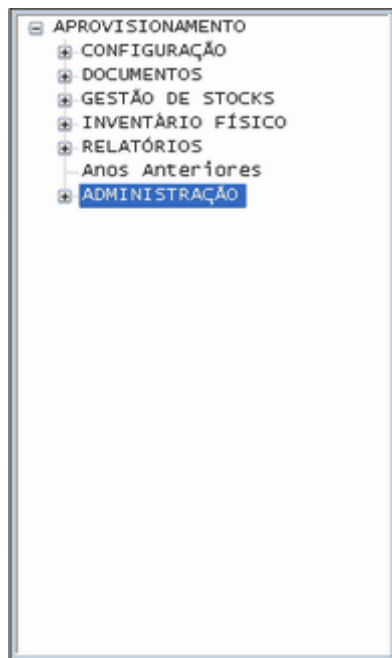 APROVISIONAMENTO
CONFIGURAÇÃO
DOCUMENTOS
GESTÃO DE STOCKS
INVENTÁRIO FÍSICO
RELATÓRIOS
Anos Anteriores
ADMINISTRAÇÃO